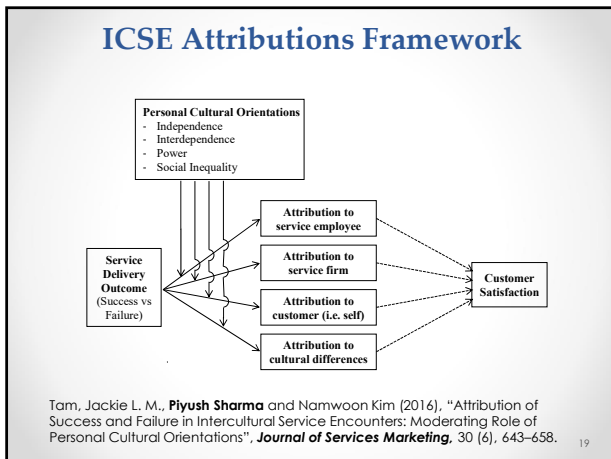 ICSE Attributions Framework
Personal Cultural Orientations
- Independence
- Interdependence
- Power
- Social Inequality
Attribution to
service employee
Service
Delivery
Outcome
(Success vs
Failure)
Attribution to
service firm
Attribution to
customer (i.e. self)
Attribution to
cultural differences
Customer
Satisfaction
Tam, Jackie L. M., Piyush Sharma and Namwoon Kim (2016), “Attribution of
Success and Failure in Intercultural Service Encounters: Moderating Role of
Personal Cultural Orientations”, Journal of Services Marketing, 30 (6), 643–658.
19